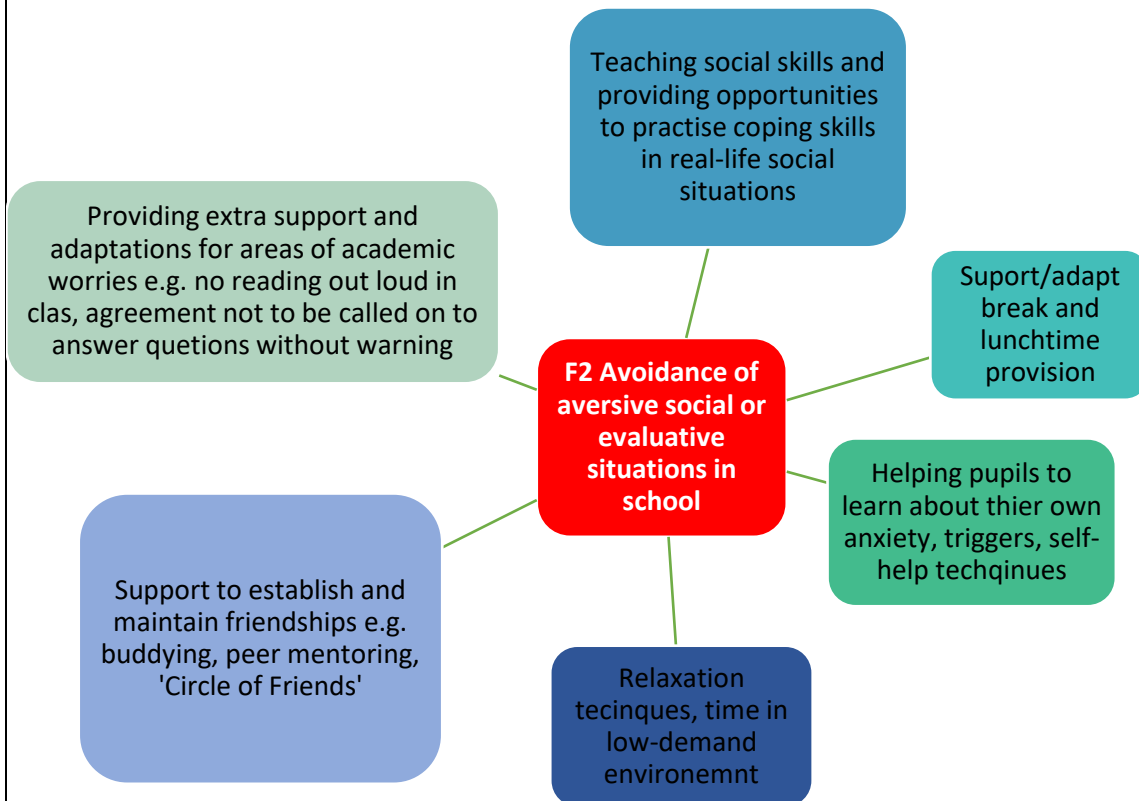 Teaching social skills and
providing opportunities
to practise coping skills
in real-life social
situations
Providing extra support and
adaptations for areas of academic
worries e.g. no reading out loud in
clas, agreement not to be called on to
answer quetions without warning
Suport/adapt
break and
lunchtime
provision
F2 Avoidance of
aversive social or
evaluative
situations in
school
Helping pupils to
learn about thier own
anxiety, triggers, self-
help techqinues
Support to establish and
maintain friendships e.g.
buddying, peer mentoring,
'Circle of Friends'
Relaxation
tecinques, time in
low-demand
environemnt